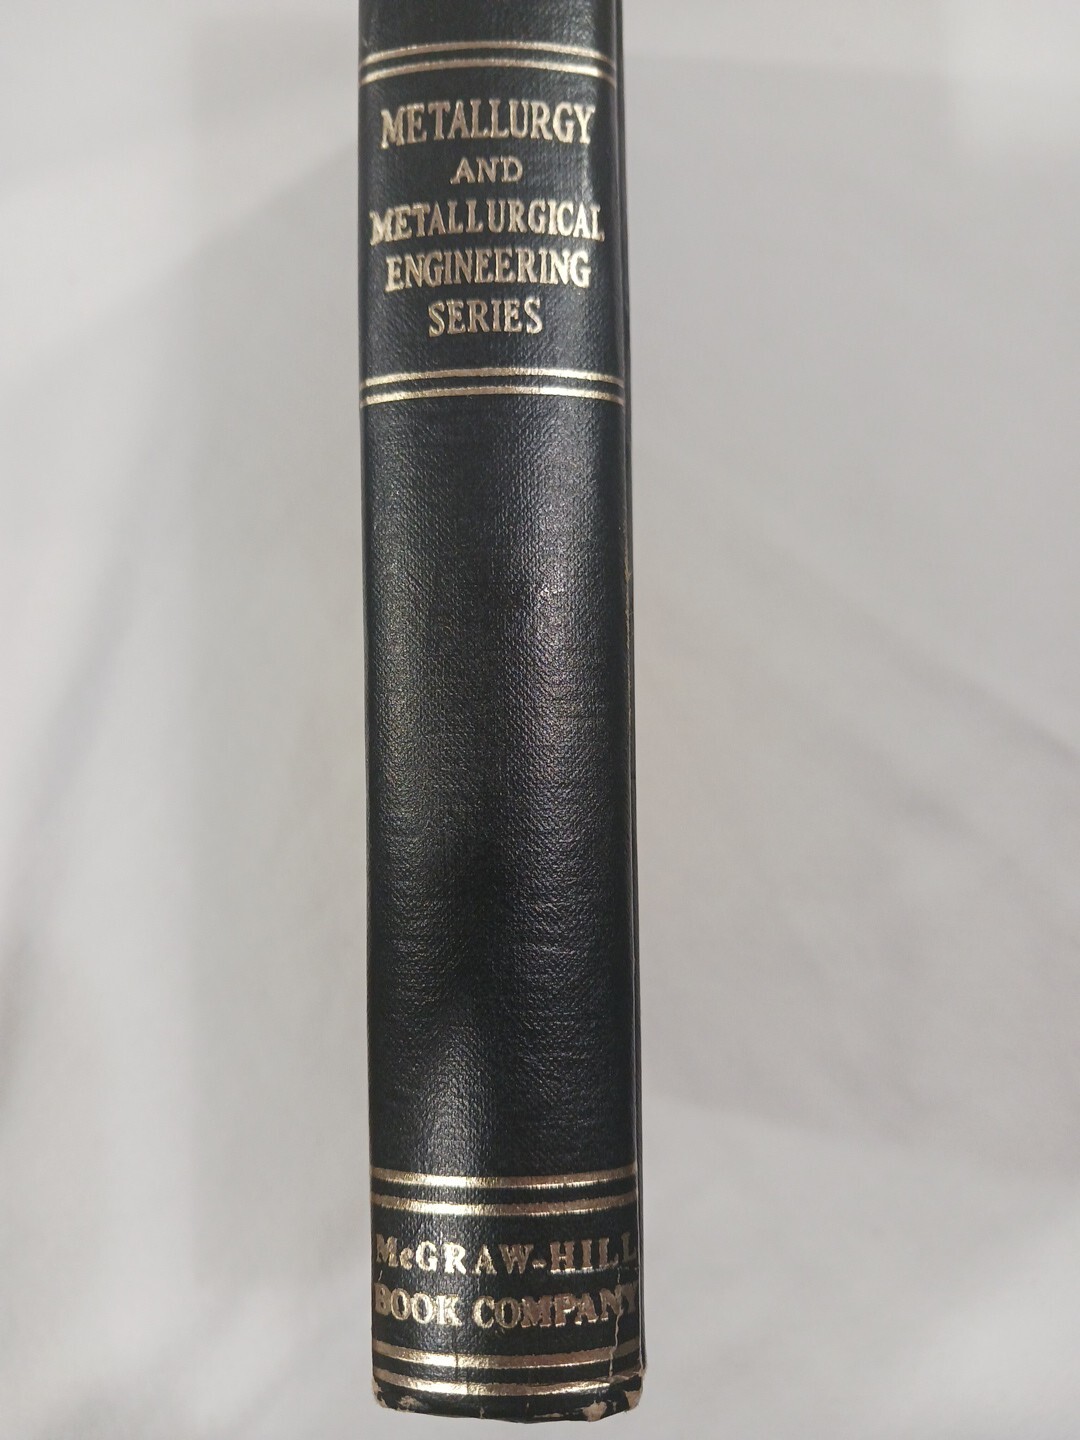 METALLURGY
AND
METALLURGICAL
ENGINEERING
SERIES
McGRAW-HILL
BOOK COMPANY